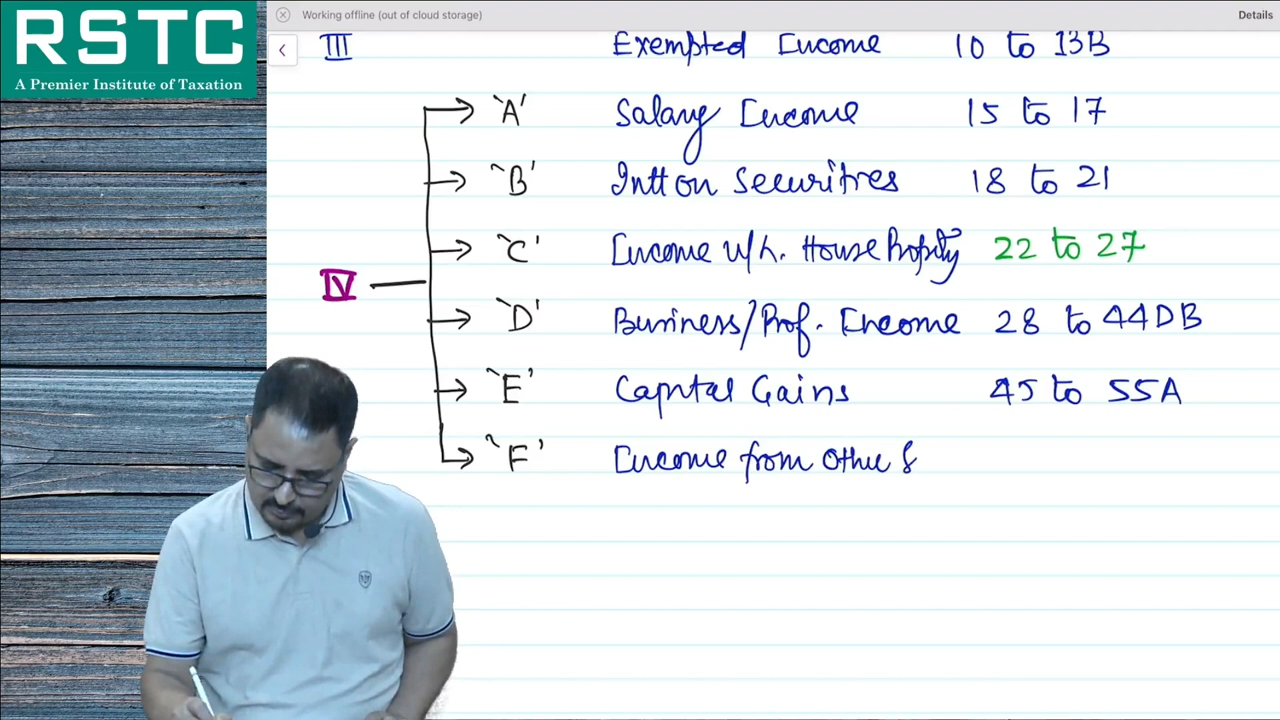 RSTC
A Premier Institute of Taxation
Working offline (out of cloud storage)
Details
III Exempted Income 10 to 13B
'A' Salary Income 15 to 17
'B' Intt on Securities 18 to 21
'C' Income u/h. House Property 22 to 27
IV
'D' Business/Prof. Income 28 to 44DB
'E' Capital Gains 45 to 55A
'F' Income from Other S